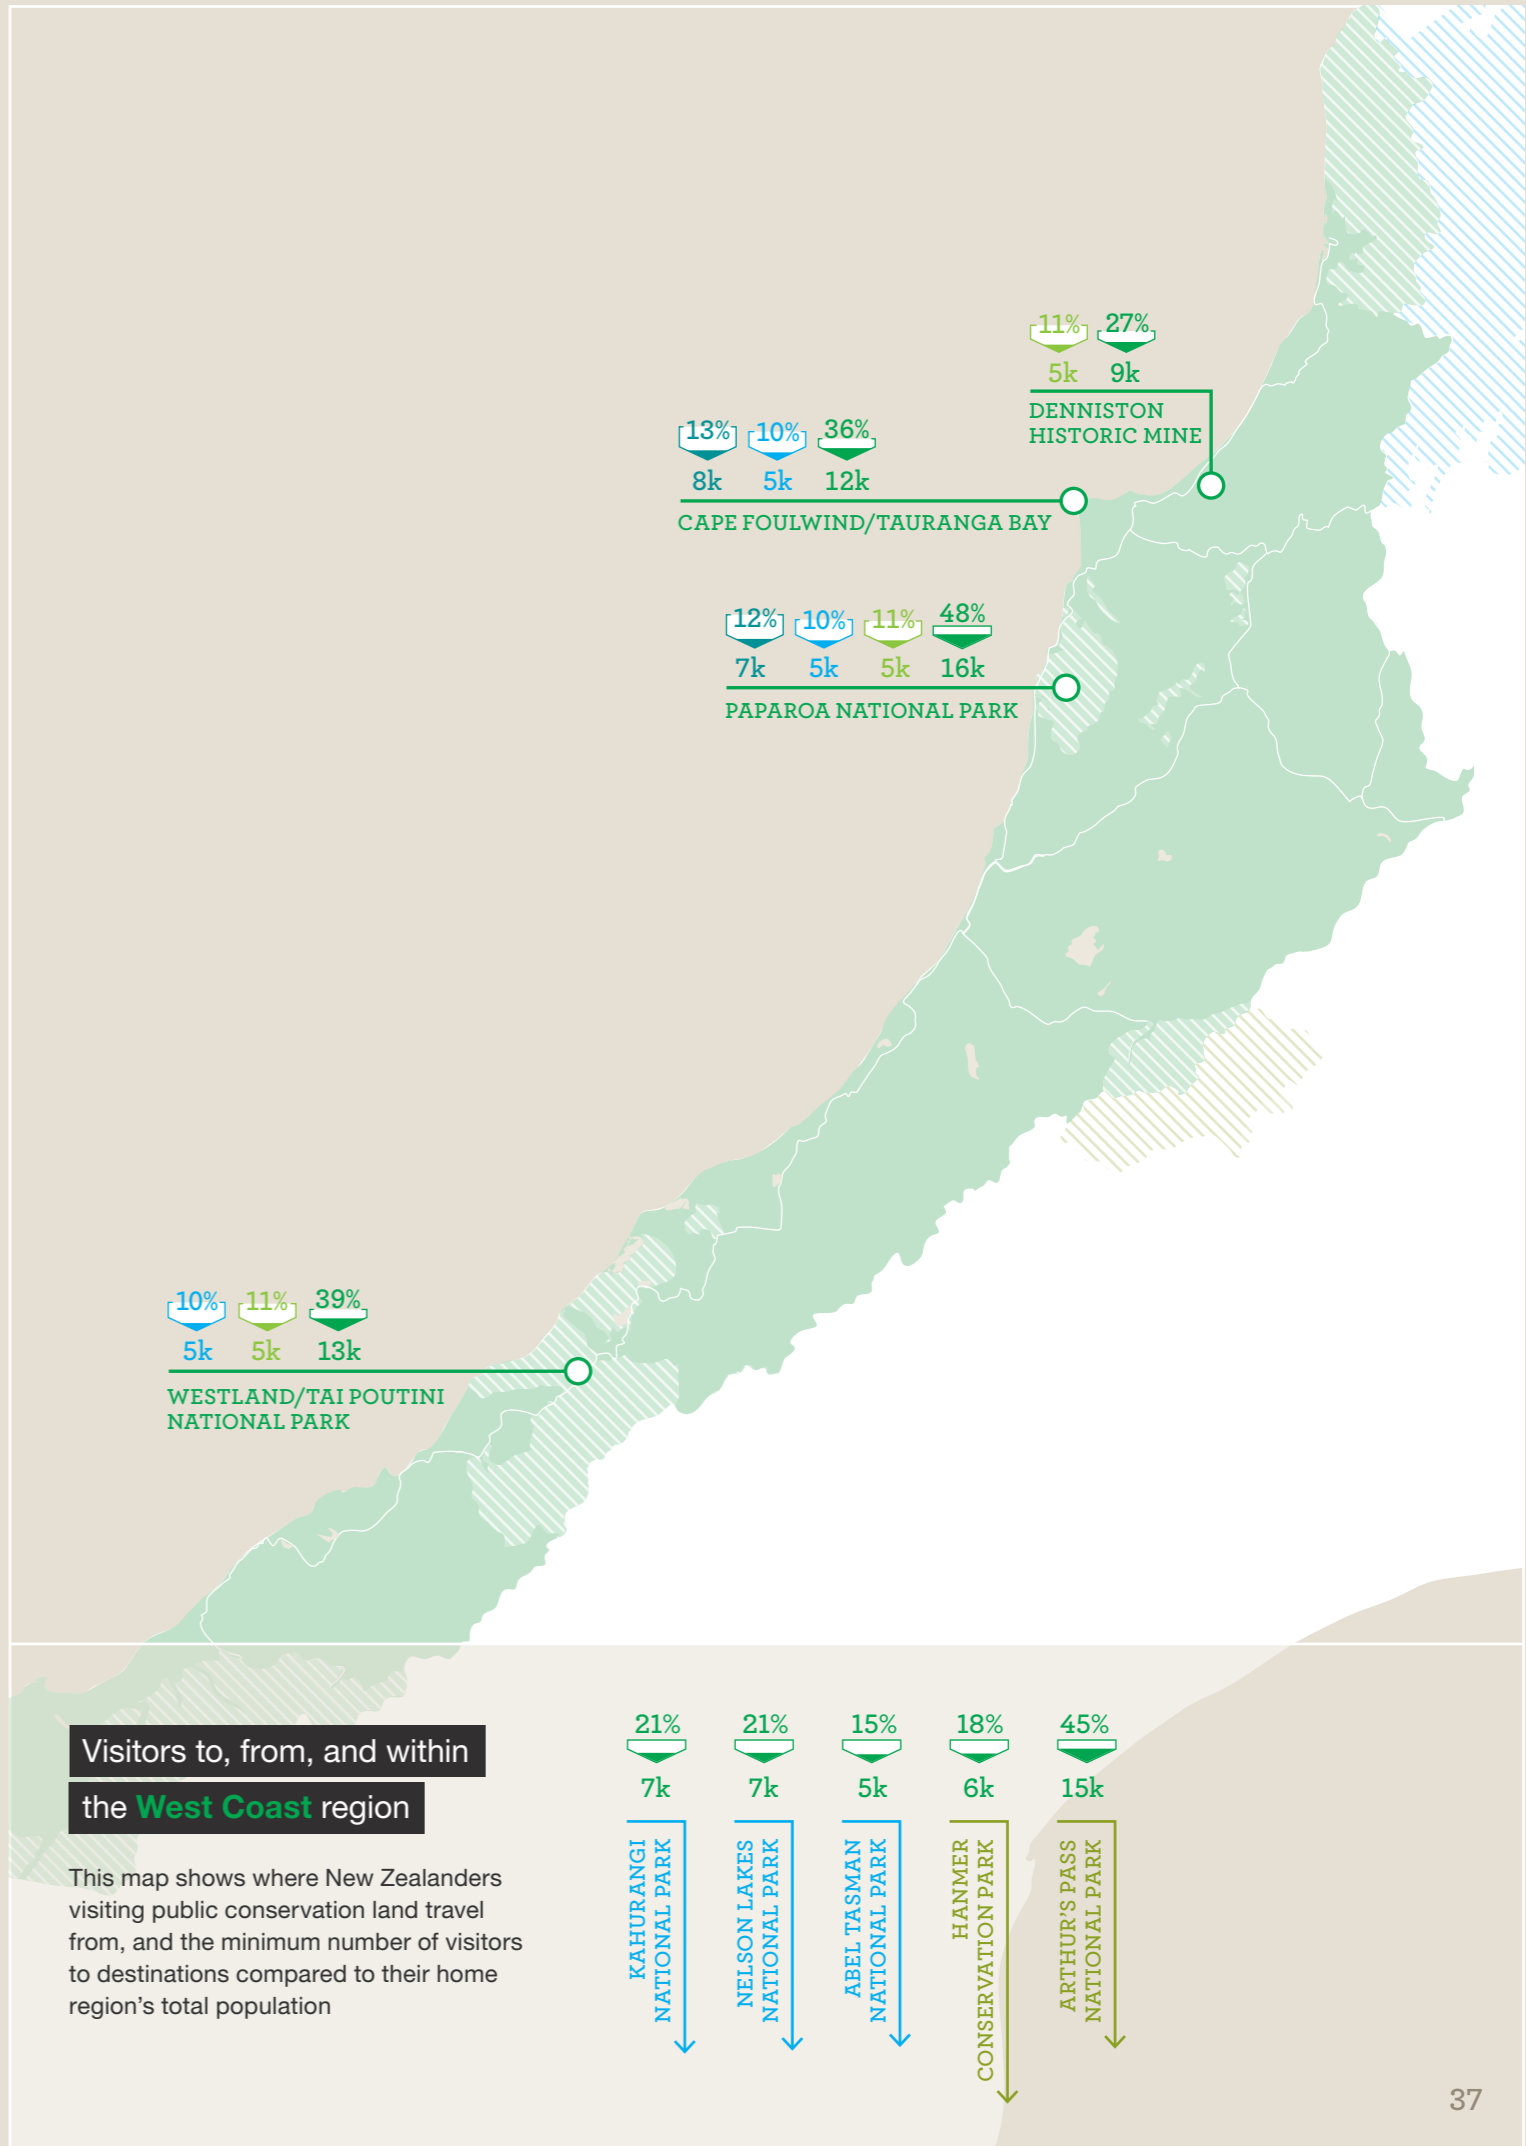 11% 27%
5k 9k
DENNISTON
HISTORIC MINE
13% 10% 36%
8k 5k 12k
CAPE FOULWIND/TAURANGA BAY
12% 10% 11% 48%
7k 5k 5k 16k
PAPAROA NATIONAL PARK
10% 11% 39%
5k 5k 13k
WESTLAND/TAI POUTINI
NATIONAL PARK
Visitors to, from, and within
the West Coast region
This map shows where New Zealanders
visiting public conservation land travel
from, and the minimum number of visitors
to destinations compared to their home
region's total population
21% 21% 15% 18% 45%
7k 7k 5k 6k 15k
KAHURANGI
NATIONAL PARK
NELSON LAKES
NATIONAL PARK
ABEL TASMAN
NATIONAL PARK
HANMER
CONSERVATION PARK
ARTHUR'S PASS
NATIONAL PARK
37